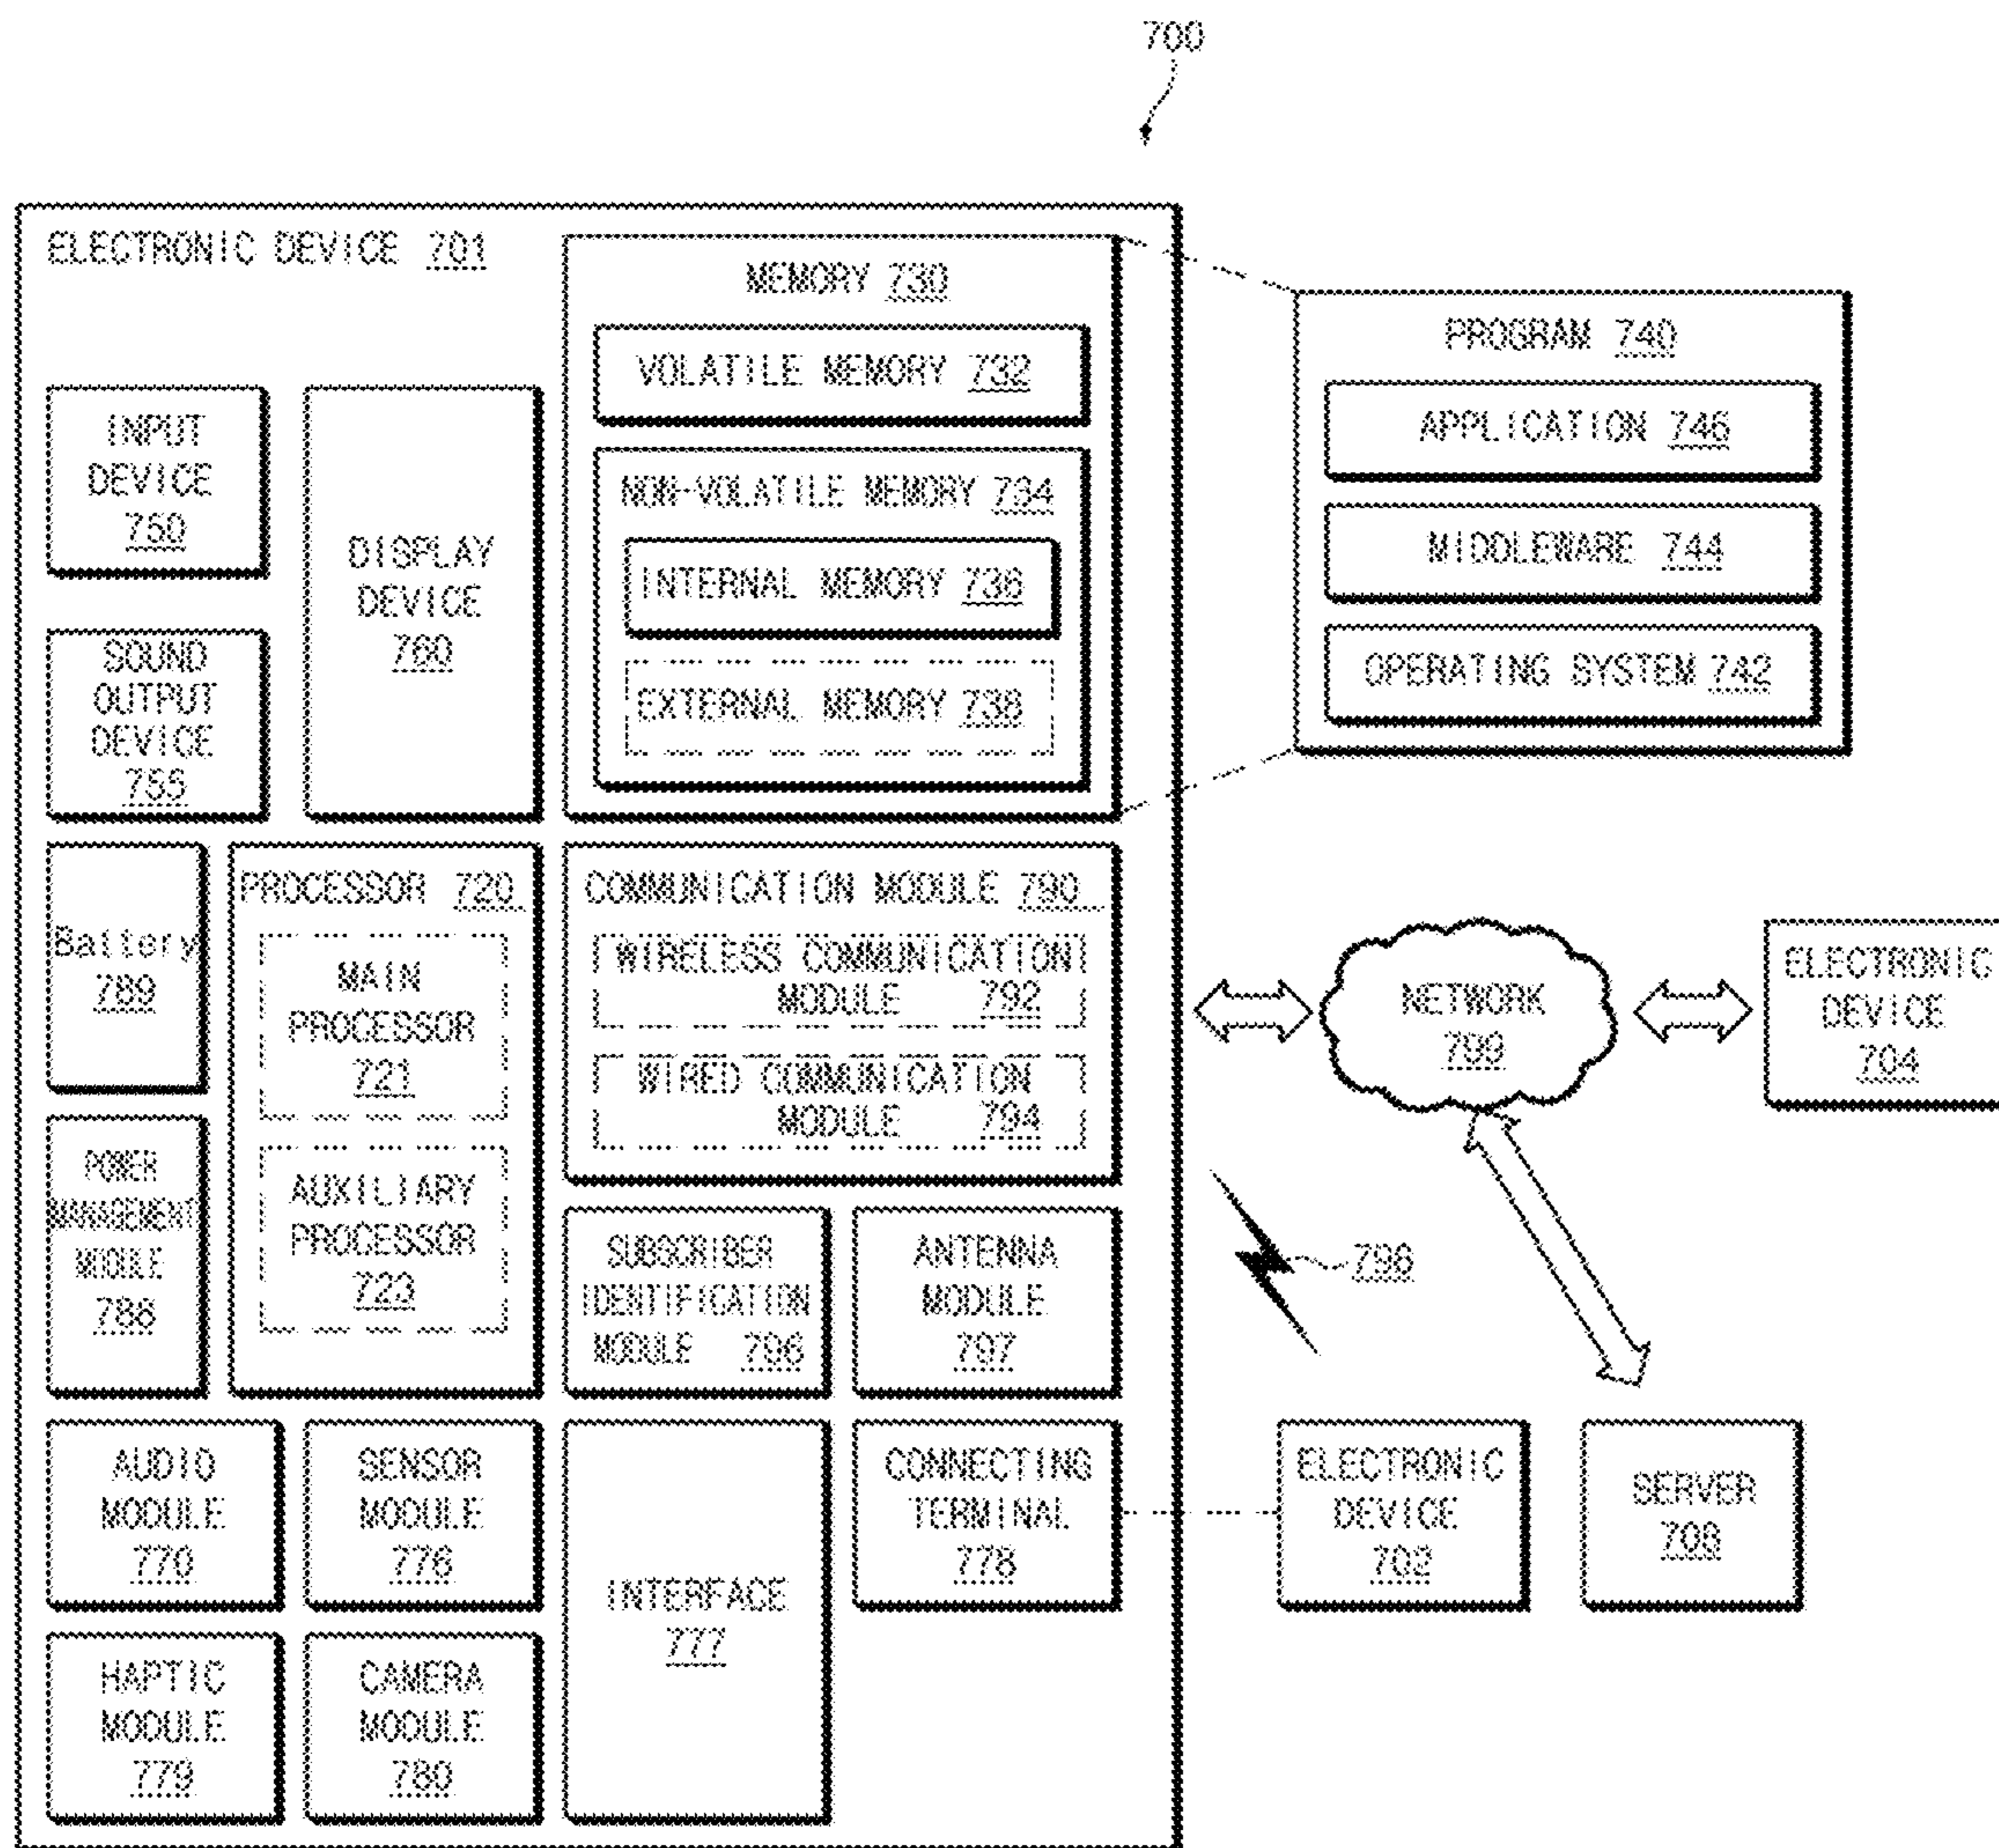 700
ELECTRONIC DEVICE 701
MEMORY 730
VOLATILE MEMORY 732
NON-VOLATILE MEMORY 734
INTERNAL MEMORY 736
EXTERNAL MEMORY 738
PROGRAM 740
APPLICATION 746
MIDDLEWARE 744
OPERATING SYSTEM 742
INPUT
DEVICE
750
SOUND
OUTPUT
DEVICE
755
DISPLAY
DEVICE
760
Battery
789
POWER
MANAGEMENT
MODULE
788
PROCESSOR 720
MAIN
PROCESSOR
721
AUXILIARY
PROCESSOR
723
COMMUNICATION MODULE 790
WIRELESS COMMUNICATION
MODULE 792
WIRED COMMUNICATION
MODULE 794
SUBSCRIBER
IDENTIFICATION
MODULE 796
ANTENNA
MODULE
797
NETWORK
799
ELECTRONIC
DEVICE
704
798
AUDIO
MODULE
770
SENSOR
MODULE
776
INTERFACE
777
CONNECTING
TERMINAL
778
ELECTRONIC
DEVICE
702
SERVER
708
HAPTIC
MODULE
779
CAMERA
MODULE
780